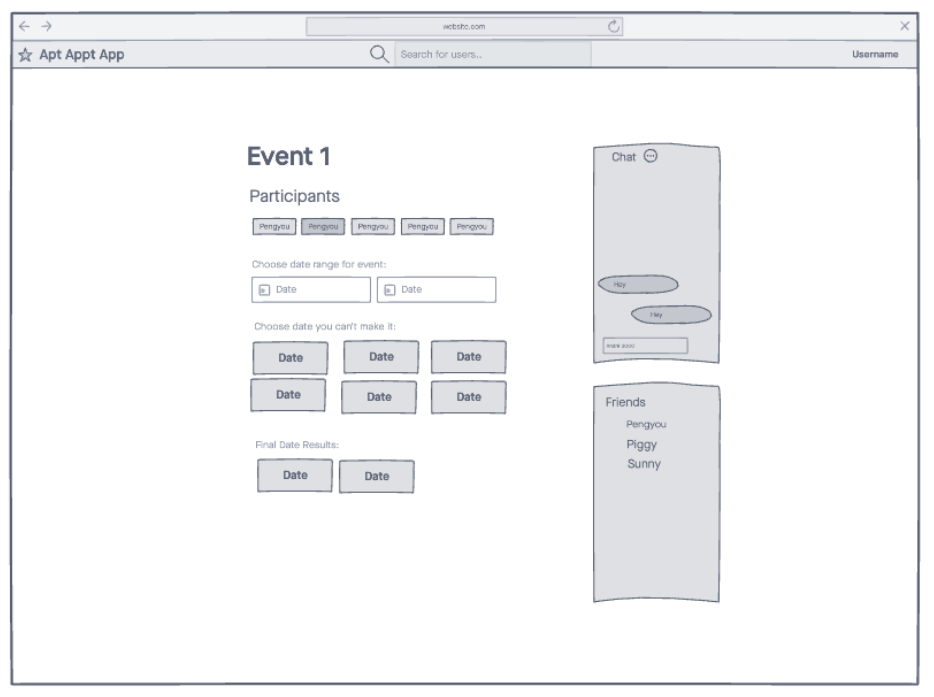 website.com
Apt Appt App
Search for users...
Username
Event 1
Participants
Pengyou Pengyou Pengyou Pengyou Pengyou
Choose date range for event:
Date Date
Choose date you can't make it:
Date Date Date
Date Date Date
Final Date Results:
Date Date
Chat
Hey
Hey
Friends
Pengyou
Piggy
Sunny